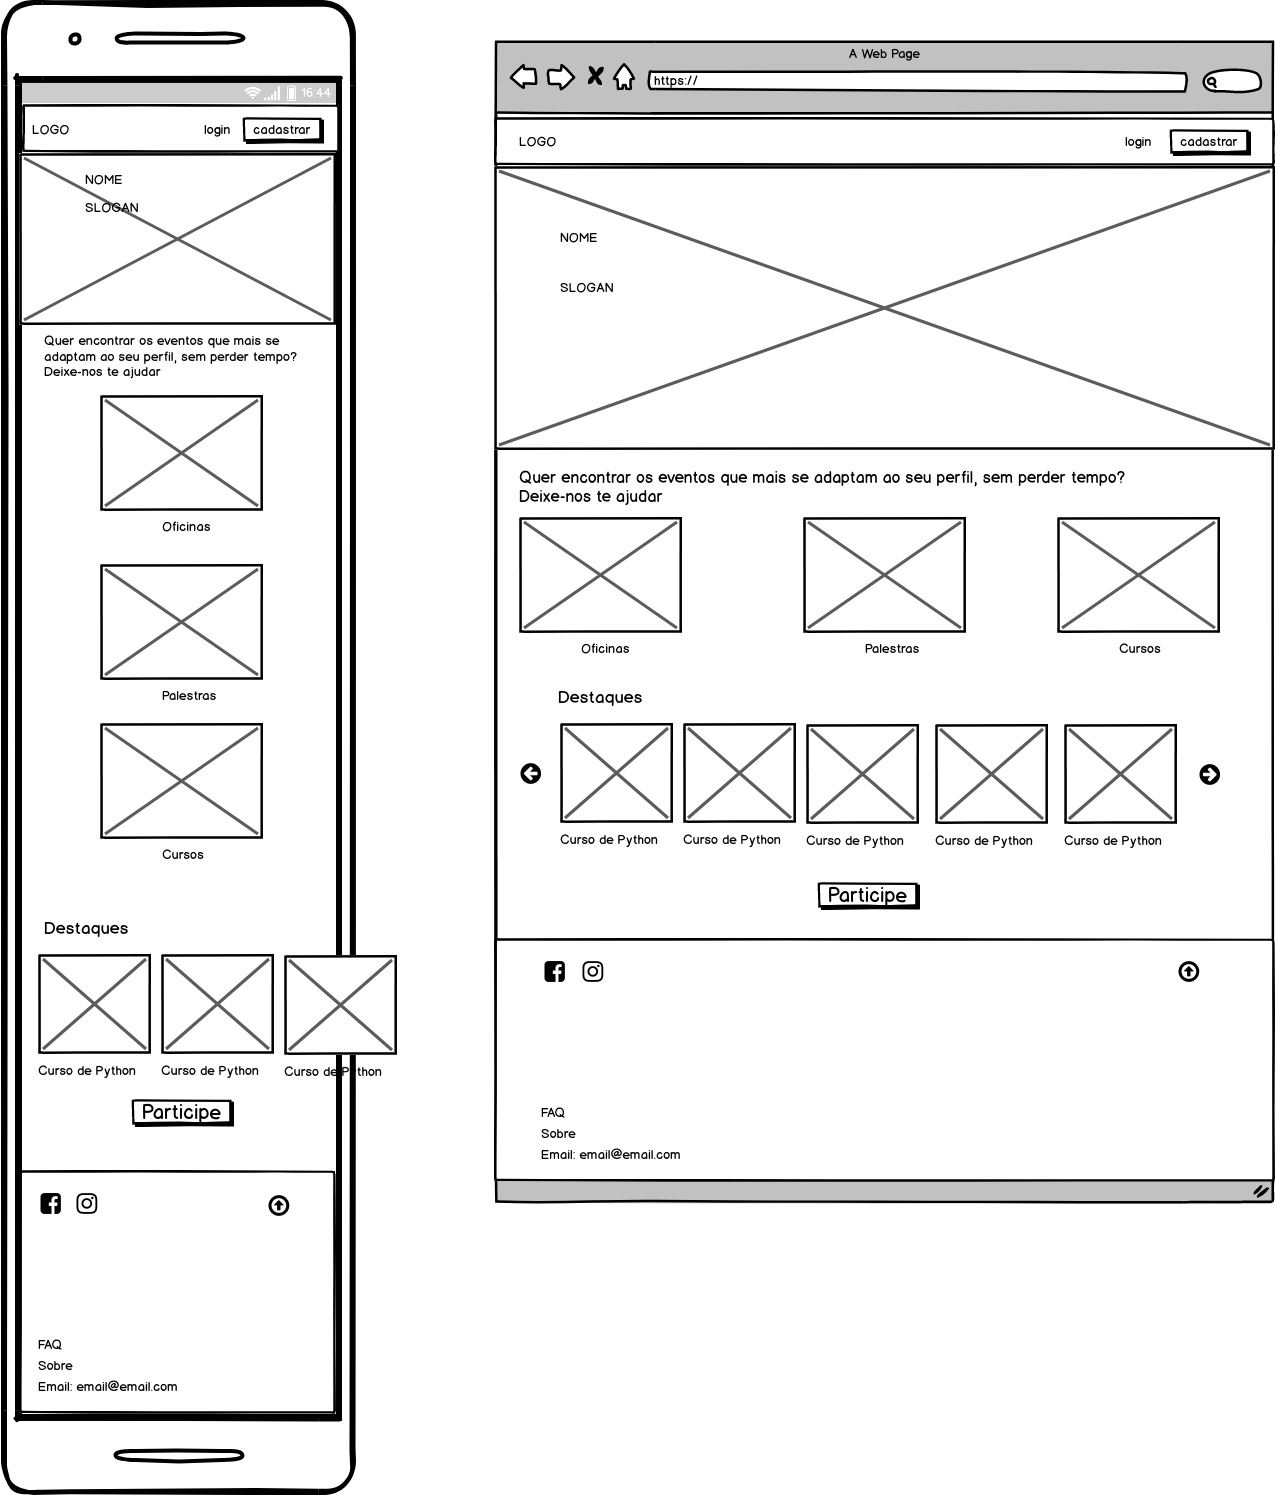 16:44
LOGO
login
cadastrar
NOME
SLOGAN
Quer encontrar os eventos que mais se
adaptam ao seu perfil, sem perder tempo?
Deixe-nos te ajudar
Oficinas
Palestras
Cursos
Destaques
Curso de Python
Curso de Python
Curso de Python
Participe
FAQ
Sobre
Email: email@email.com
A Web Page
https://
LOGO
login
cadastrar
NOME
SLOGAN
Quer encontrar os eventos que mais se adaptam ao seu perfil, sem perder tempo?
Deixe-nos te ajudar
Oficinas
Palestras
Cursos
Destaques
Curso de Python
Curso de Python
Curso de Python
Curso de Python
Curso de Python
Participe
FAQ
Sobre
Email: email@email.com